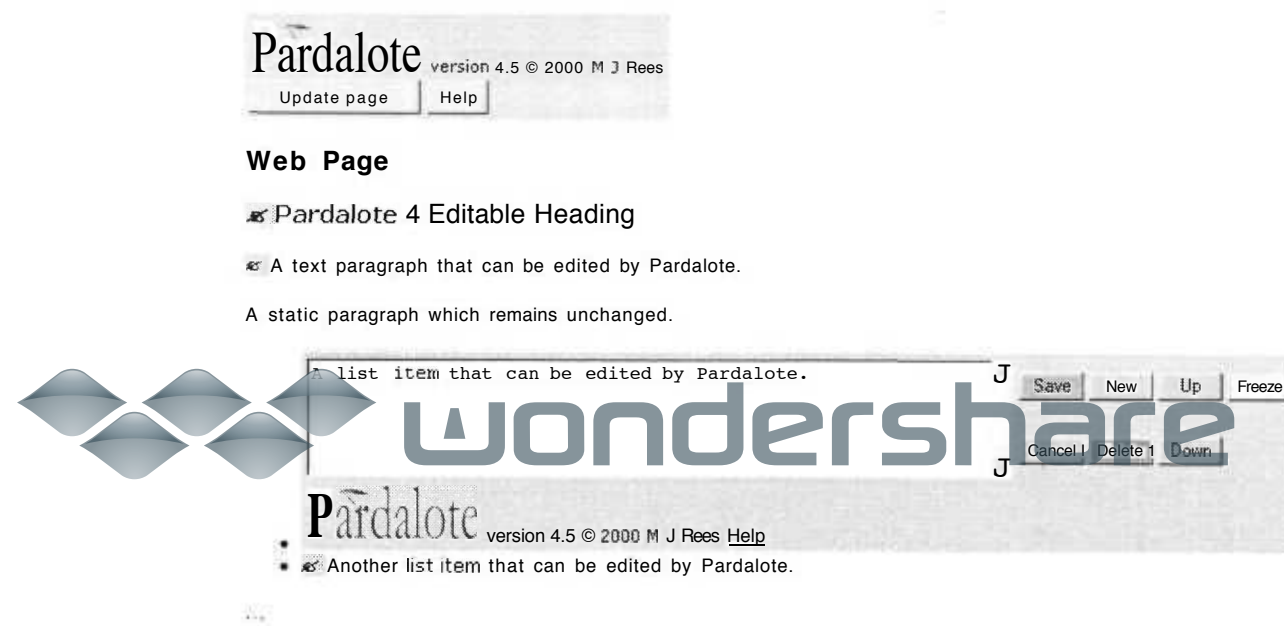 Pardalote version 4.5 © 2000 M J Rees
Update page Help
Web Page
Pardalote 4 Editable Heading
A text paragraph that can be edited by Pardalote.
A static paragraph which remains unchanged.
A list item that can be edited by Pardalote.
J
Save New Up Freeze
wondershare
Cancel l Delete 1 Down
J
Pardalote version 4.5 © 2000 M J Rees Help
Another list item that can be edited by Pardalote.